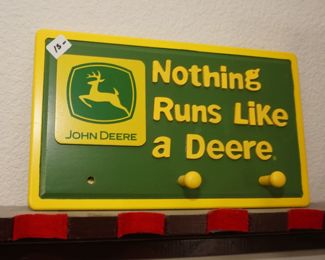 15-
Nothing
Runs Like
a Deere.
JOHN DEERE